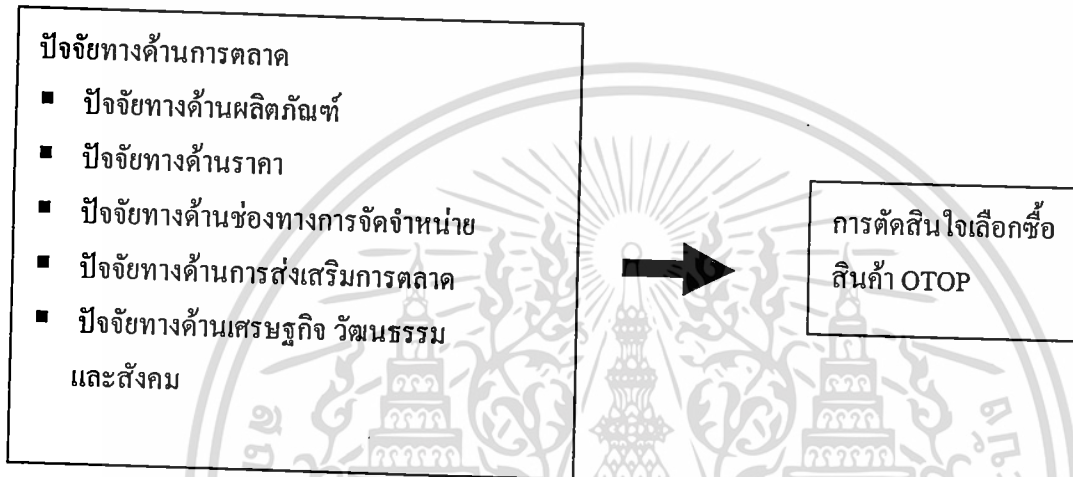 ปัจจัยทางด้านการตลาด
▪ ปัจจัยทางด้านผลิตภัณฑ์
▪ ปัจจัยทางด้านราคา
▪ ปัจจัยทางด้านช่องทางการจัดจำหน่าย
▪ ปัจจัยทางด้านการส่งเสริมการตลาด
▪ ปัจจัยทางด้านเศรษฐกิจ วัฒนธรรม
และสังคม
การตัดสินใจเลือกซื้อ
สินค้า OTOP